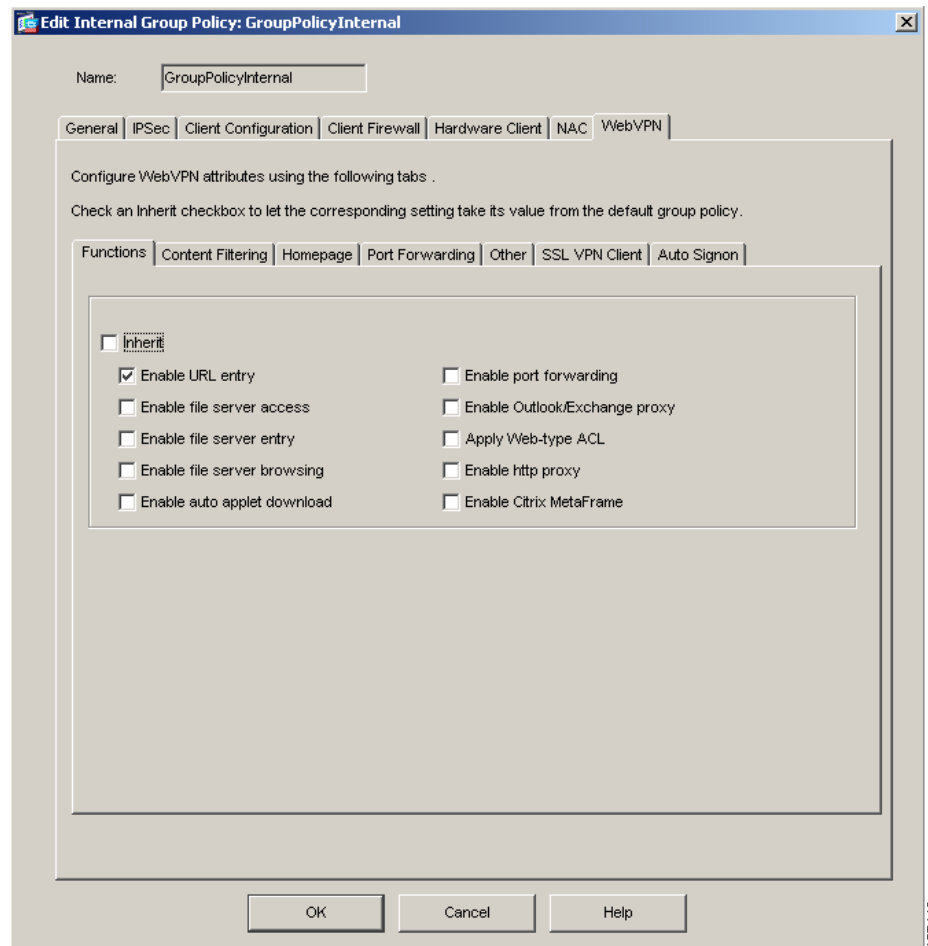 Edit Internal Group Policy: GroupPolicyInternal
Name: GroupPolicyInternal
General IPSec Client Configuration Client Firewall Hardware Client NAC WebVPN
Configure WebVPN attributes using the following tabs .
Check an Inherit checkbox to let the corresponding setting take its value from the default group policy.
Functions Content Filtering Homepage Port Forwarding Other SSL VPN Client Auto Signon
Inherit
Enable URL entry Enable port forwarding
Enable file server access Enable Outlook/Exchange proxy
Enable file server entry Apply Web-type ACL
Enable file server browsing Enable http proxy
Enable auto applet download Enable Citrix MetaFrame
OK Cancel Help